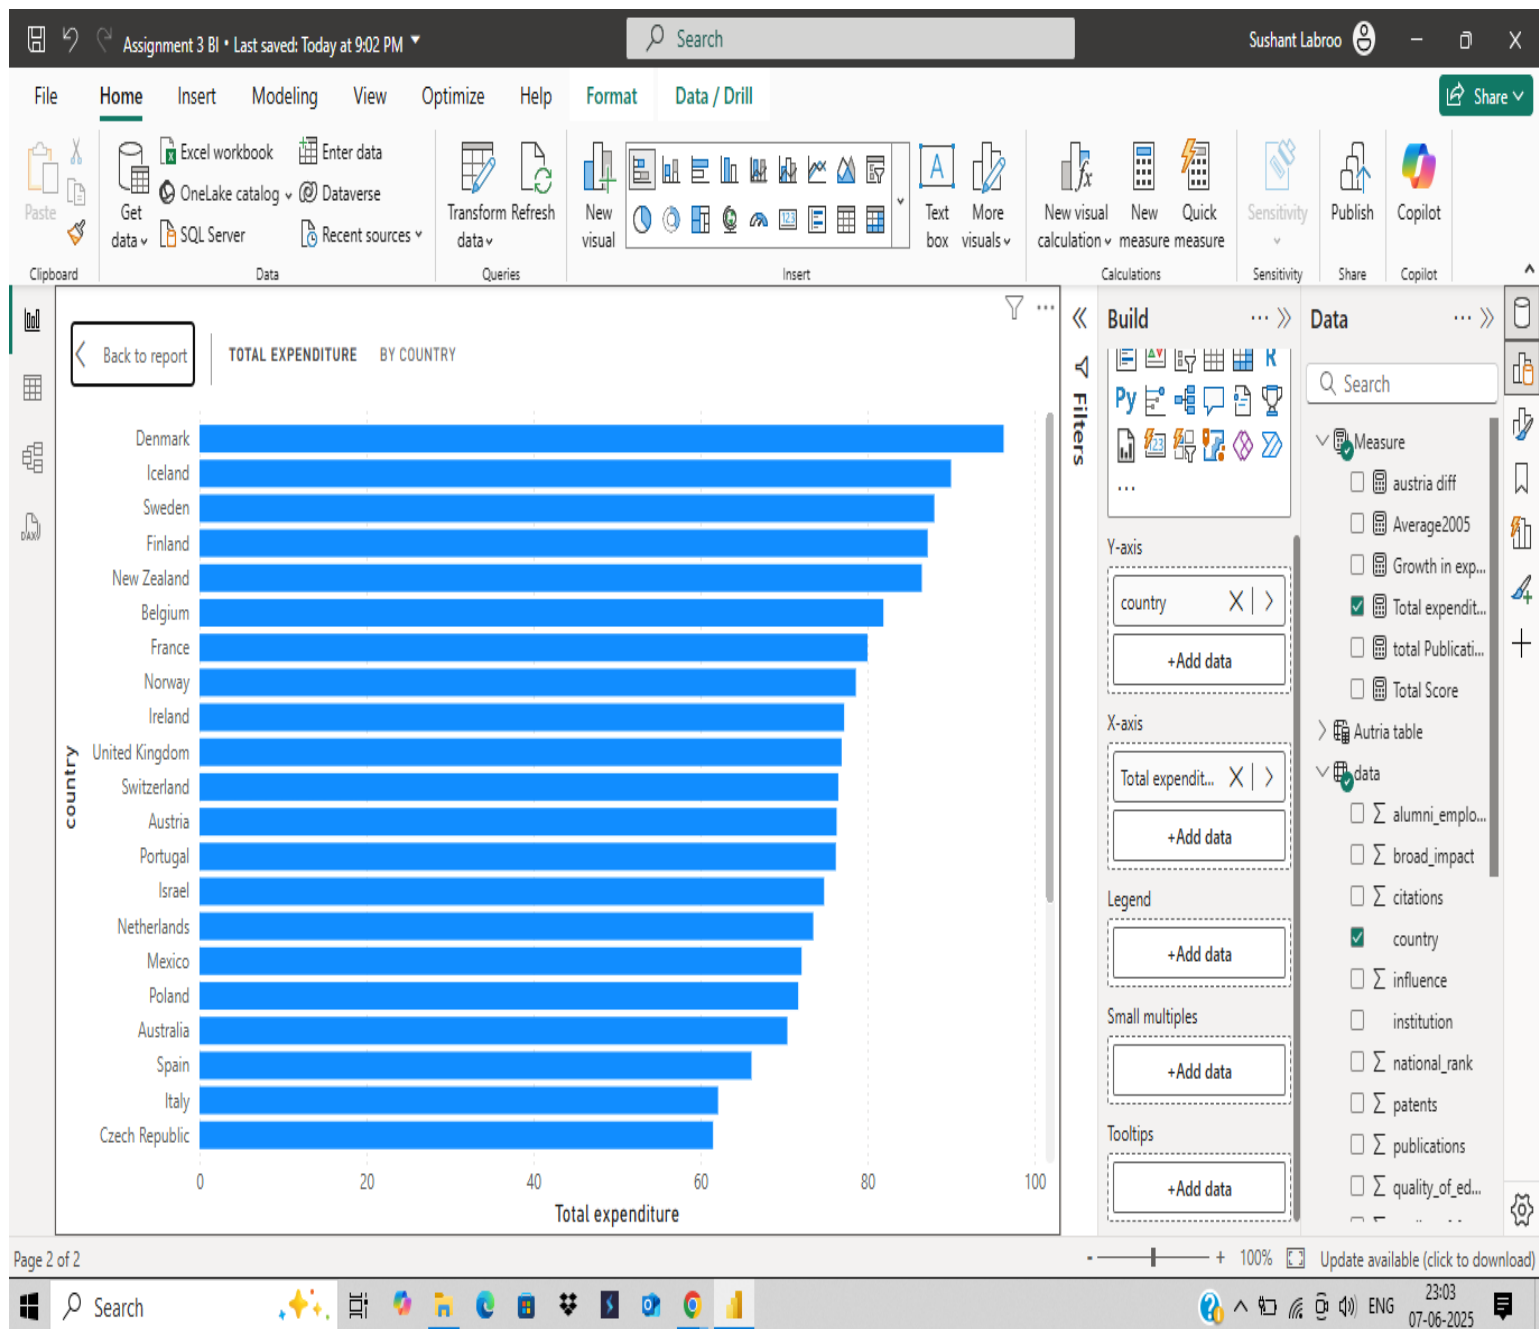 Assignment 3 BI • Last saved: Today at 9:02 PM
Search
Sushant Labroo
File Home Insert Modeling View Optimize Help Format Data / Drill
Share
Paste
Clipboard
Get data
Excel workbook
OneLake catalog
SQL Server
Enter data
Dataverse
Recent sources
Data
Transform data
Refresh
Queries
New visual
Text box
More visuals
Insert
New visual calculation
New measure
Quick measure
Calculations
Sensitivity
Sensitivity
Publish
Share
Copilot
Copilot
Back to report
TOTAL EXPENDITURE BY COUNTRY
country
Denmark
Iceland
Sweden
Finland
New Zealand
Belgium
France
Norway
Ireland
United Kingdom
Switzerland
Austria
Portugal
Israel
Netherlands
Mexico
Poland
Australia
Spain
Italy
Czech Republic
0 20 40 60 80 100
Total expenditure
Filters
Build
R
Py
123
...
Y-axis
country
+Add data
X-axis
Total expendit...
+Add data
Legend
+Add data
Small multiples
+Add data
Tooltips
+Add data
Data
Search
Measure
austria diff
Average2005
Growth in exp...
Total expendit...
total Publicati...
Total Score
Autria table
data
alumni_emplo...
broad_impact
citations
country
influence
institution
national_rank
patents
publications
quality_of_ed...
Page 2 of 2
- + 100%
Update available (click to download)
Search
ENG
23:03
07-06-2025